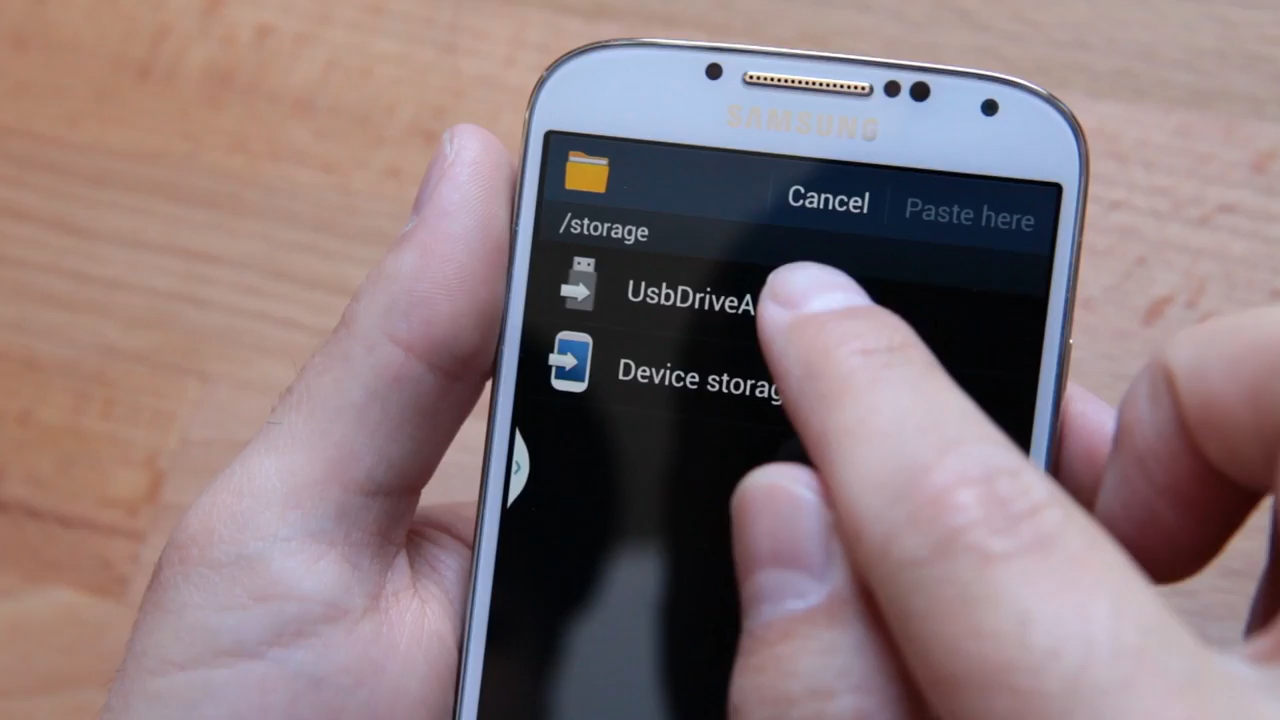 SAMSUNG
Cancel
Paste here
/storage
UsbDriveA
Device storag